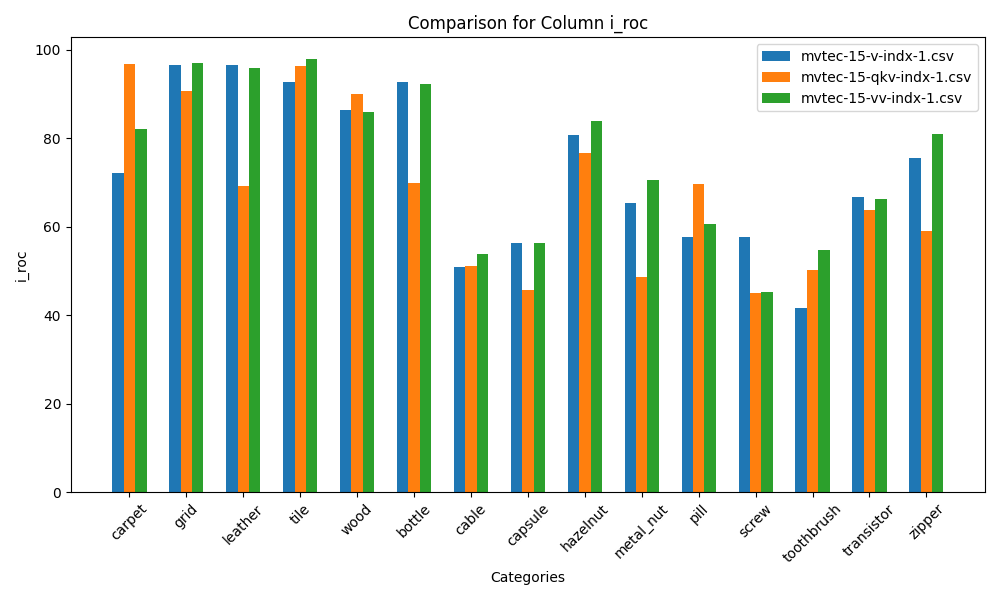 Comparison for Column i_roc
mvtec-15-v-indx-1.csv
mvtec-15-qkv-indx-1.csv
mvtec-15-vv-indx-1.csv
i_roc
100
80
60
40
20
0
carpet
grid
leather
tile
wood
bottle
cable
capsule
hazelnut
metal_nut
pill
screw
toothbrush
transistor
zipper
Categories